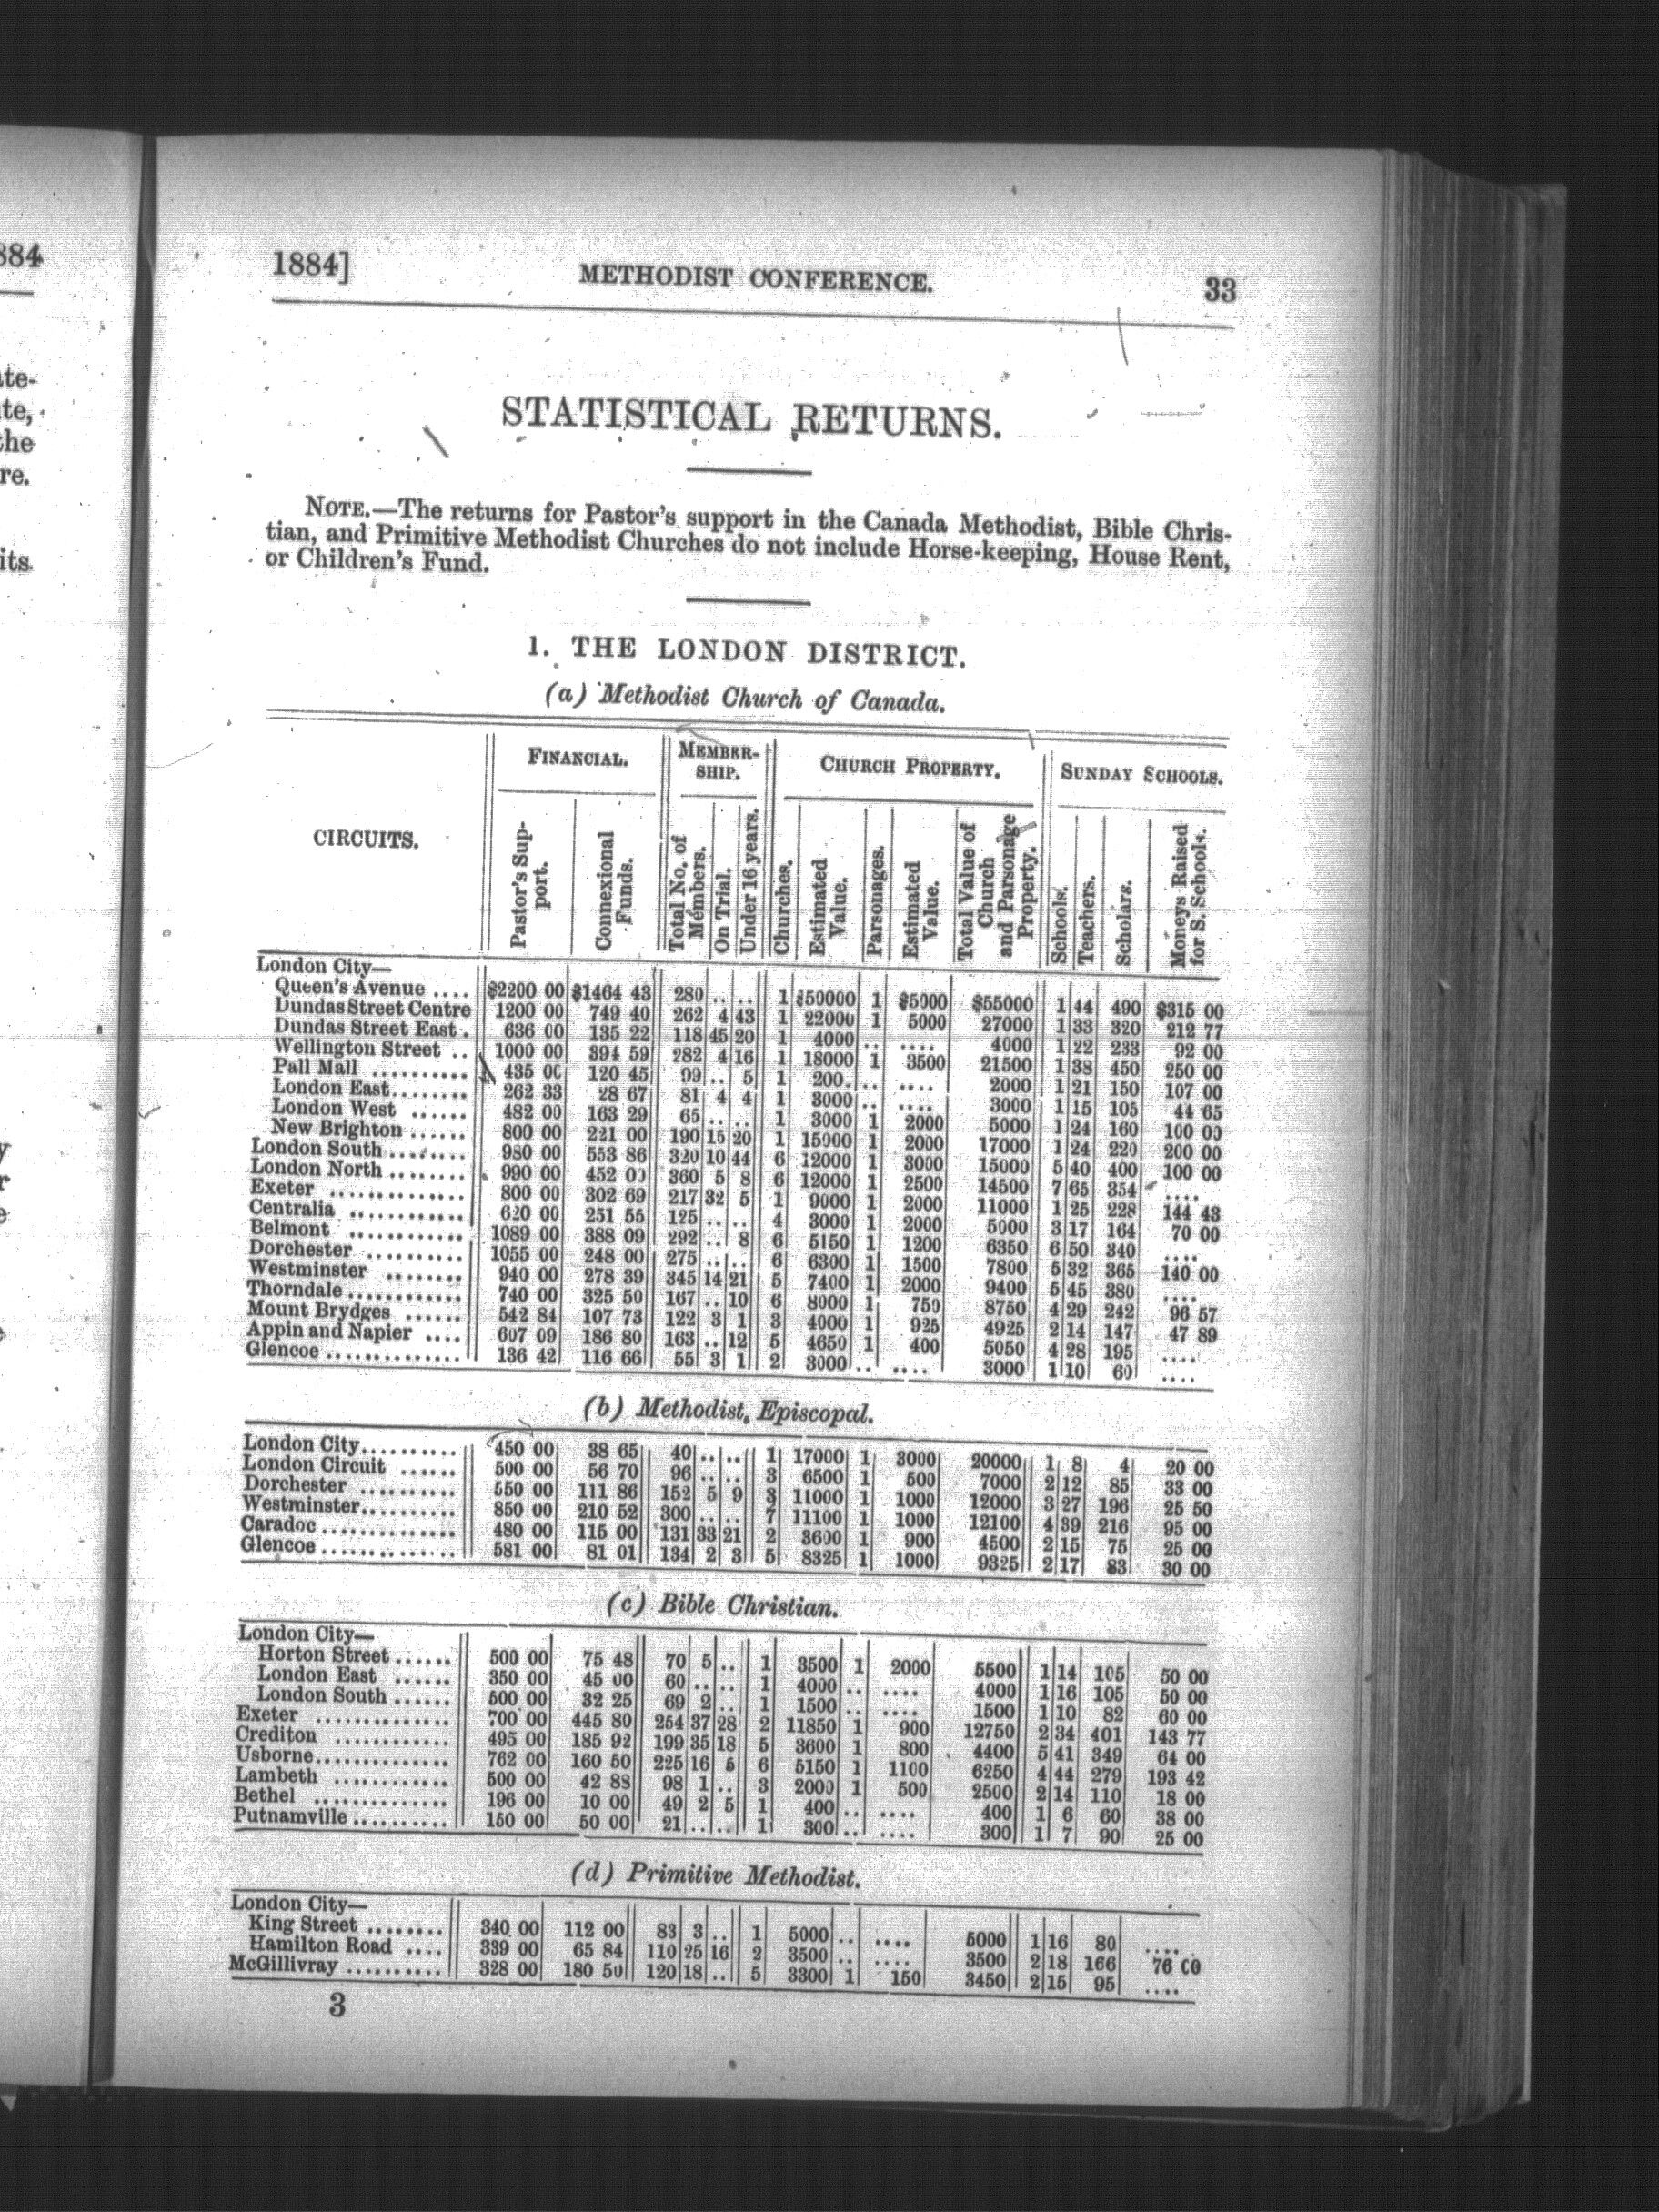 884
te-
te,
the
re.
its
1884] METHODIST CONFERENCE. 33
STATISTICAL RETURNS.
NOTE.—The returns for Pastor's support in the Canada Methodist, Bible Chris-
tian, and Primitive Methodist Churches do not include Horse-keeping, House Rent,
or Children's Fund.
1. THE LONDON DISTRICT.
(a) Methodist Church of Canada.
CIRCUITS. FINANCIAL. MEMBER-SHIP. CHURCH PROPERTY. SUNDAY SCHOOLS.
Pastor's Sup-port. Connexional Funds. Total No. of Members. On Trial. Under 16 years. Churches. Estimated Value. Parsonages. Estimated Value. Total Value of Church and Parsonage Property. Schools. Teachers. Scholars. Moneys Raised for S. Schools.
London City—
Queen's Avenue .... $2200 00 $1464 43 280 .. .. 1 $50000 1 $5000 $55000 1 44 490 $315 00
Dundas Street Centre 1200 00 749 40 262 4 43 1 22000 1 5000 27000 1 33 320 212 77
Dundas Street East . 636 00 135 22 118 45 20 1 4000 .. .... 4000 1 22 233 92 00
Wellington Street .. 1000 00 394 59 282 4 16 1 18000 1 3500 21500 1 38 450 250 00
Pall Mall .......... 435 00 120 45 99 .. 5 1 200. .. .... 2000 1 21 150 107 00
London East........ 262 33 28 67 81 4 4 1 3000 .. .... 3000 1 15 105 44 65
London West ...... 482 00 163 29 65 .. .. 1 3000 1 2000 5000 1 24 160 100 00
New Brighton ...... 800 00 221 00 190 15 20 1 15000 1 2000 17000 1 24 220 200 00
London South ........ 980 00 553 86 320 10 44 6 12000 1 3000 15000 5 40 400 100 00
London North ........ 990 00 452 00 360 5 8 6 12000 1 2500 14500 7 65 354 ....
Exeter .............. 800 00 302 69 217 32 5 1 9000 1 2000 11000 1 25 228 144 43
Centralia ............ 620 00 251 55 125 .. .. 4 3000 1 2000 5000 3 17 164 70 00
Belmont ............ 1089 00 388 09 292 .. 8 6 5150 1 1200 6350 6 50 340 ....
Dorchester .......... 1055 00 248 00 275 .. .. 6 6300 1 1500 7800 5 32 365 140 00
Westminster ........ 940 00 278 39 345 14 21 5 7400 1 2000 9400 5 45 380 ....
Thorndale............ 740 00 325 50 167 .. 10 6 8000 1 750 8750 4 29 242 96 57
Mount Brydges ...... 542 84 107 73 122 3 1 3 4000 1 925 4925 2 14 147 47 89
Appin and Napier .... 607 09 186 80 163 .. 12 5 4650 1 400 5050 4 28 195 ....
Glencoe .............. 136 42 116 66 55 3 1 2 3000 .. .... 3000 1 10 60 ....
(b) Methodist Episcopal.
London City.......... 450 00 38 65 40 .. .. 1 17000 1 3000 20000 1 8 4 20 00
London Circuit ...... 500 00 56 70 96 .. .. 3 6500 1 500 7000 2 12 85 33 00
Dorchester .......... 550 00 111 86 152 5 9 3 11000 1 1000 12000 3 27 196 25 50
Westminster.......... 850 00 210 52 300 .. .. 7 11100 1 1000 12100 4 39 216 95 00
Caradoc .............. 480 00 115 00 131 33 21 2 3600 1 900 4500 2 15 75 25 00
Glencoe .............. 581 00 81 01 134 2 3 5 8325 1 1000 9325 2 17 83 30 00
(c) Bible Christian.
London City—
Horton Street ...... 500 00 75 48 70 5 .. 1 3500 1 2000 5500 1 14 105 50 00
London East ...... 350 00 45 00 60 .. .. 1 4000 .. .... 4000 1 16 105 50 00
London South ...... 500 00 32 25 69 2 .. 1 1500 .. .... 1500 1 10 82 60 00
Exeter .............. 700 00 445 80 254 37 28 2 11850 1 900 12750 2 34 401 143 77
Crediton ............ 495 00 185 92 199 35 18 5 3600 1 800 4400 5 41 349 64 00
Usborne.............. 762 00 160 50 225 16 5 6 5150 1 1100 6250 4 44 279 193 42
Lambeth ............ 500 00 42 88 98 1 .. 3 2000 1 500 2500 2 14 110 18 00
Bethel .............. 196 00 10 00 49 2 5 1 400 .. .... 400 1 6 60 38 00
Putnamville .......... 150 00 50 00 21 .. .. 1 300 .. .... 300 1 7 90 25 00
(d) Primitive Methodist.
London City—
King Street ........ 340 00 112 00 83 3 .. 1 5000 .. .... 5000 1 16 80 ....
Hamilton Road .... 339 00 65 84 110 25 16 2 3500 .. .... 3500 2 18 166 76 00
McGillivray .......... 328 00 180 50 120 18 .. 5 3300 1 150 3450 2 15 95 ....
3